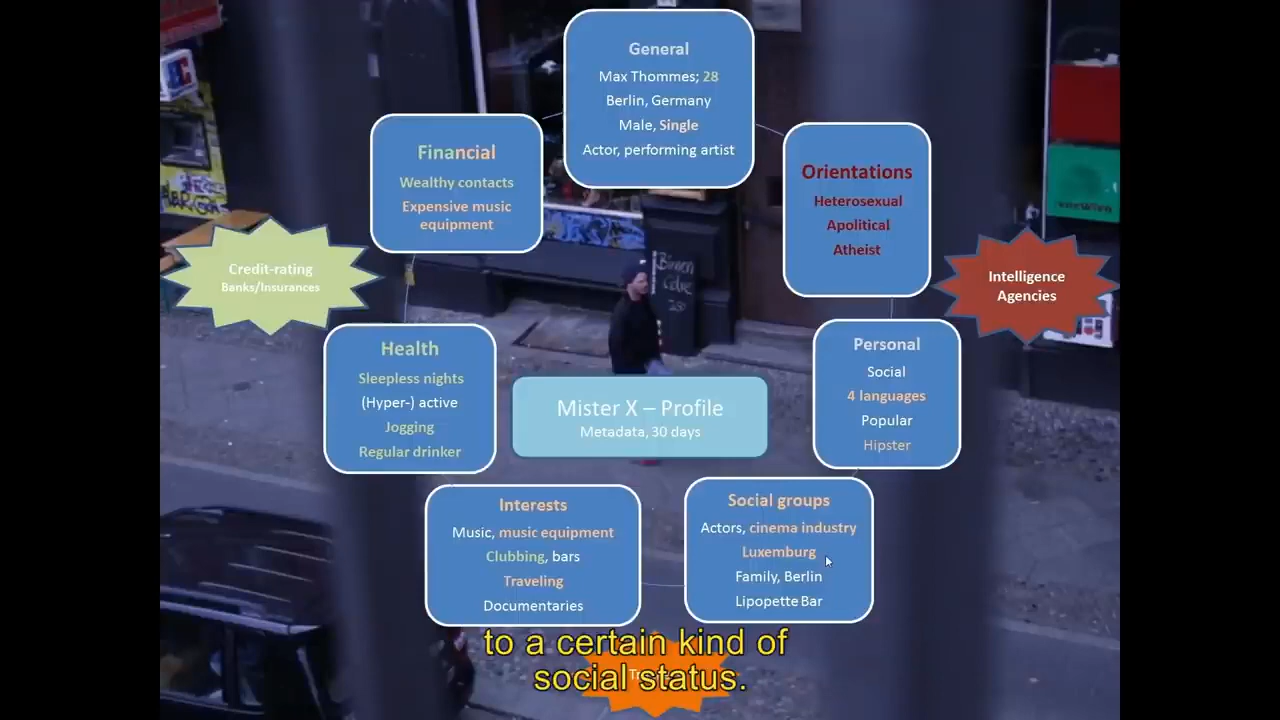 General
Max Thommes; 28
Berlin, Germany
Male, Single
Actor, performing artist
Financial
Wealthy contacts
Expensive music
equipment
Orientations
Heterosexual
Apolitical
Atheist
Credit-rating
Banks/Insurances
Intelligence
Agencies
Health
Sleepless nights
(Hyper-) active
Jogging
Regular drinker
Mister X – Profile
Metadata, 30 days
Personal
Social
4 languages
Popular
Hipster
Interests
Music, music equipment
Clubbing, bars
Traveling
Documentaries
Social groups
Actors, cinema industry
Luxemburg
Family, Berlin
Lipopette Bar
to a certain kind of
social status.